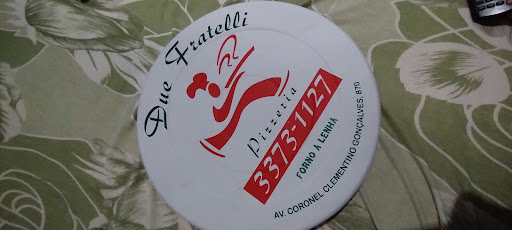 Due Fratelli
Pizzeria
3373-1127
FORNO À LENHA
AV. CORONEL CLEMENTINO GONÇALVES, 870